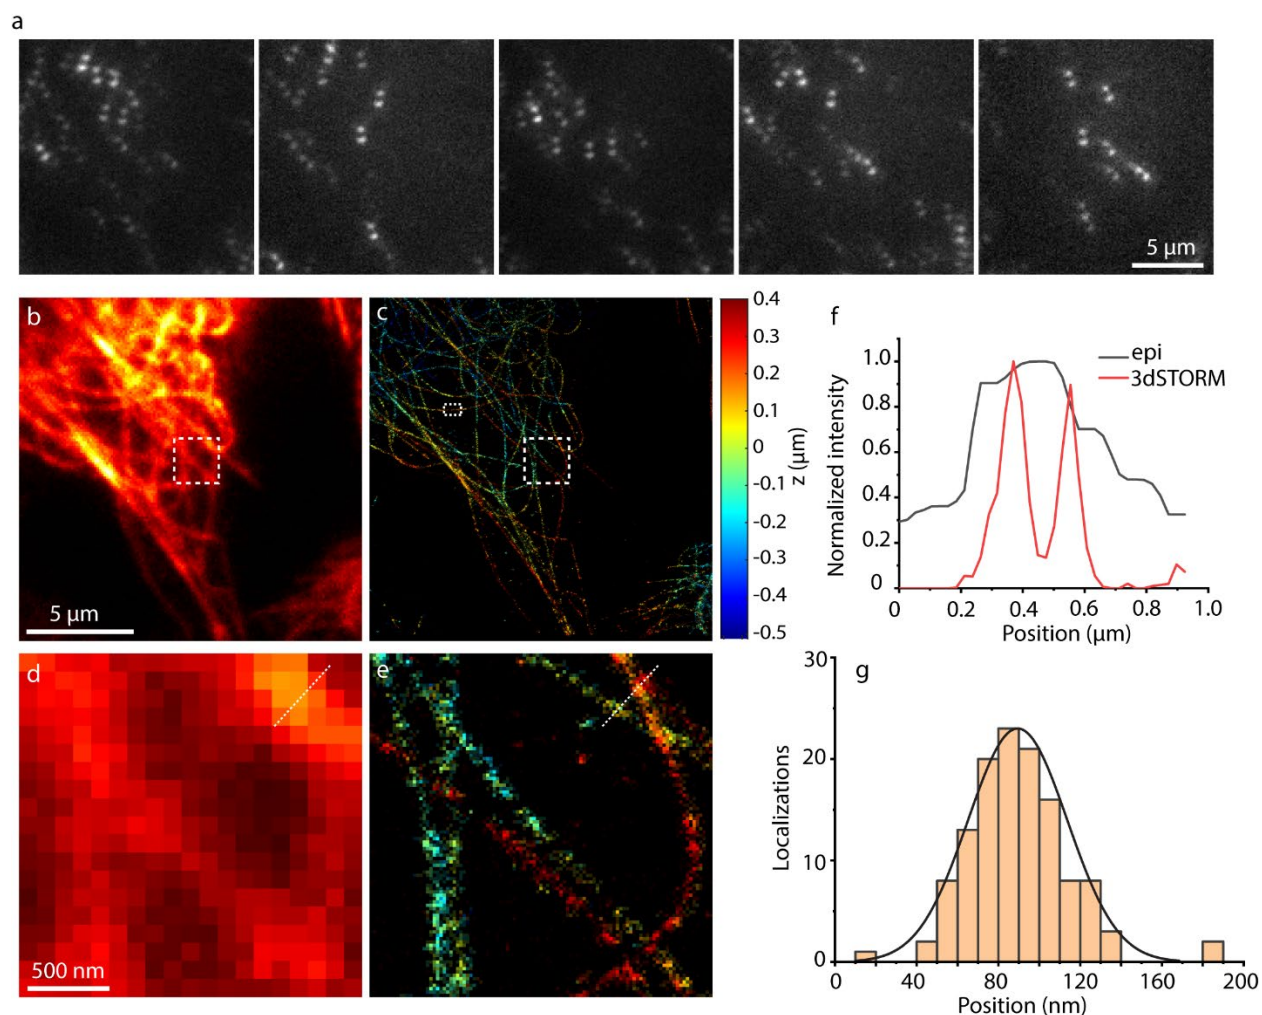 a
5 µm
b
5 µm
c
0.4
0.3
0.2
0.1
0
-0.1
-0.2
-0.3
-0.4
-0.5
z (µm)
f
epi
3dSTORM
1.0
0.8
0.6
0.4
0.2
0.0
0
0
0.2
0.4
0.6
0.8
1.0
Normalized intensity
Position (µm)
d
500 nm
e
g
30
20
10
0
0
40
80
120
160
200
Localizations
Position (nm)